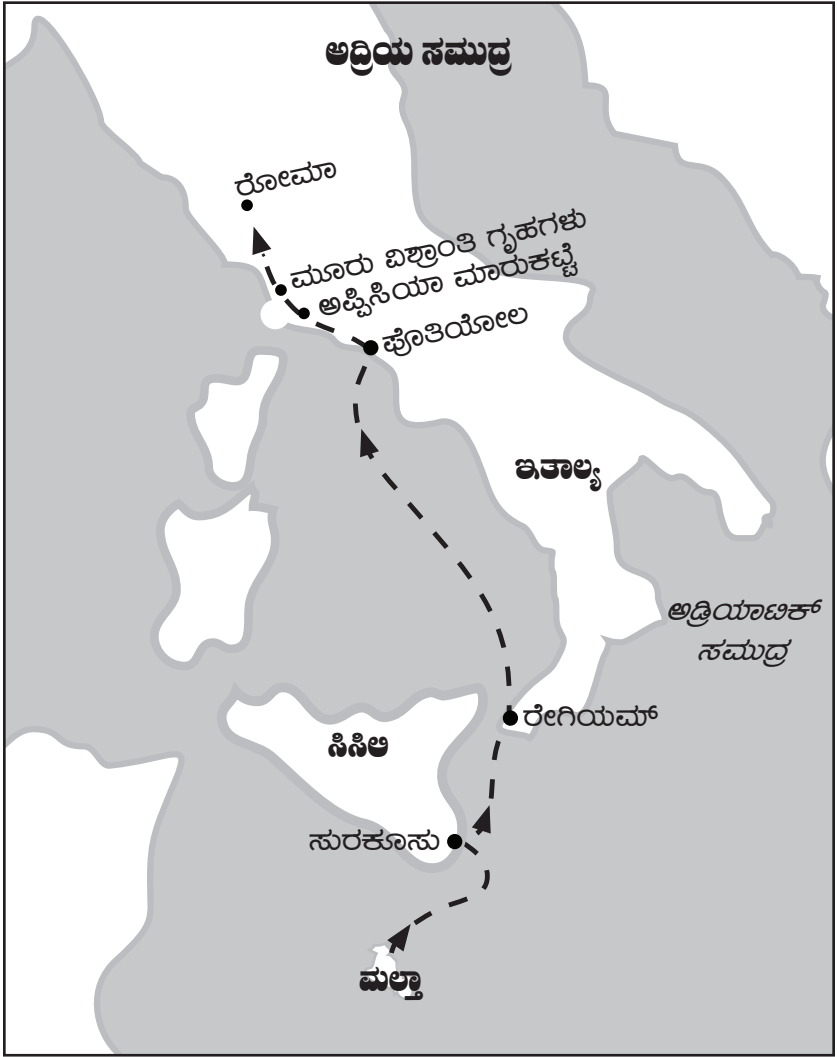 ಅದ್ರಿಯ ಸಮುದ್ರ
ರೋಮಾ
ಮೂರು ವಿಶ್ರಾಂತಿ ಗೃಹಗಳು
ಅಪ್ಪಿಸಿಯಾ ಮಾರುಕಟ್ಟೆ
ಪೊತಿಯೋಲ
ಇತಾಲ್ಯ
ಅಡ್ರಿಯಾಟಿಕ್
ಸಮುದ್ರ
ರೇಗಿಯಮ್
ಸಿಸಿಲಿ
ಸುರಕೂಸು
ಮಲ್ತಾ